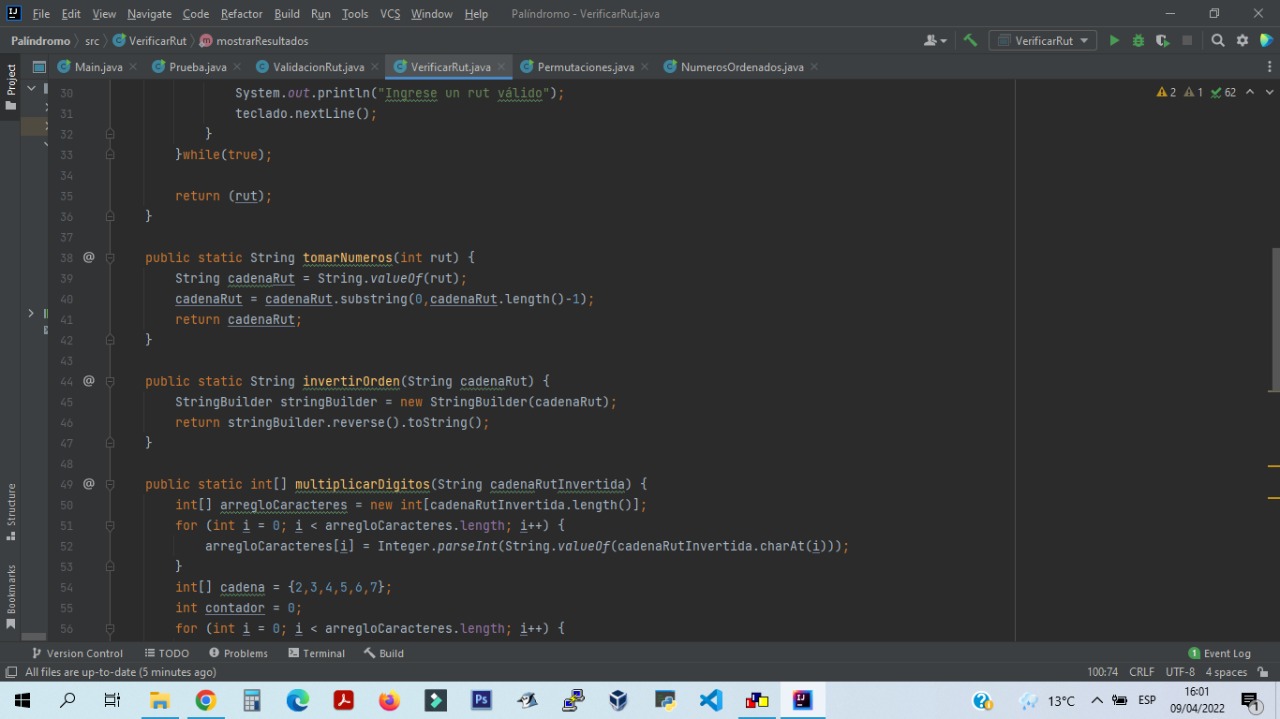 File Edit View Navigate Code Refactor Build Run Tools VCS Window Help Palíndromo - VerificarRut.java
Palíndromo src VerificarRut mostrarResultados VerificarRut
Main.java Prueba.java ValidacionRut.java VerificarRut.java Permutaciones.java NumerosOrdenados.java
Project
2 1 62
30 System.out.println("Ingrese un rut válido");
31 teclado.nextLine();
32 }
33 }while(true);
34
35 return (rut);
36 }
37
38 @ public static String tomarNumeros(int rut) {
39 String cadenaRut = String.valueOf(rut);
40 cadenaRut = cadenaRut.substring(0,cadenaRut.length()-1);
41 return cadenaRut;
42 }
43
44 @ public static String invertirOrden(String cadenaRut) {
45 StringBuilder stringBuilder = new StringBuilder(cadenaRut);
46 return stringBuilder.reverse().toString();
47 }
48
49 @ public static int[] multiplicarDigitos(String cadenaRutInvertida) {
50 int[] arregloCaracteres = new int[cadenaRutInvertida.length()];
51 for (int i = 0; i < arregloCaracteres.length; i++) {
52 arregloCaracteres[i] = Integer.parseInt(String.valueOf(cadenaRutInvertida.charAt(i)));
53 }
54 int[] cadena = {2,3,4,5,6,7};
55 int contador = 0;
56 for (int i = 0; i < arregloCaracteres.length; i++) {
Structure
Bookmarks
Version Control TODO Problems Terminal Build 1 Event Log
All files are up-to-date (5 minutes ago) 100:74 CRLF UTF-8 4 spaces
Ps 13°C ESP 16:01
09/04/2022 1